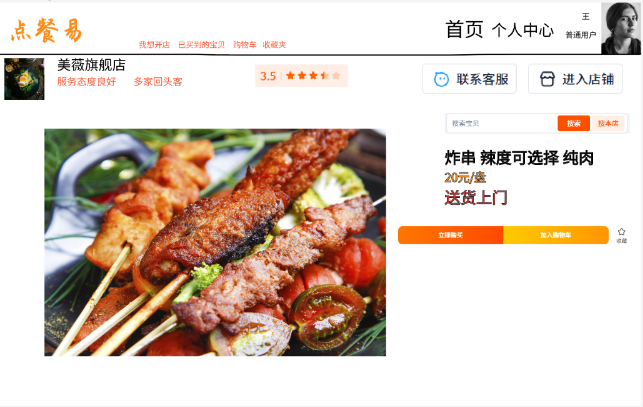 点餐易
我想开店 已买到的宝贝 购物车 收藏夹
首页 个人中心
王
普通用户
美薇旗舰店
服务态度良好 多家回头客
3.5
联系客服
进入店铺
搜索宝贝
搜索
搜本店
炸串 辣度可选择 纯肉
20元/盘
送货上门
立即购买
加入购物车
收藏